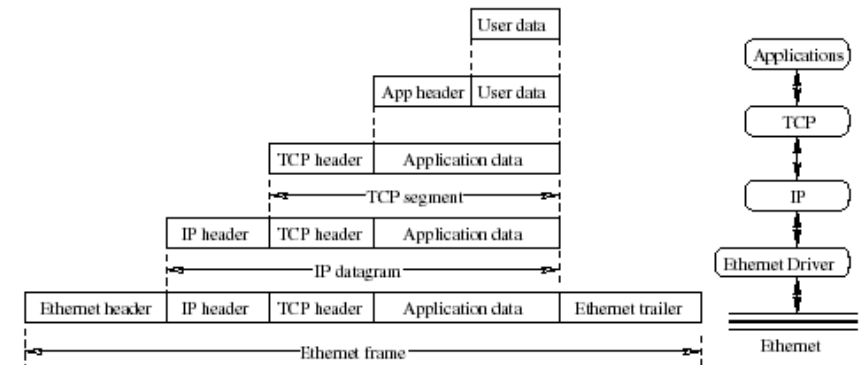 User data
App header User data
TCP header Application data
TCP segment
IP header TCP header Application data
IP datagram
Ethernet header IP header TCP header Application data Ethernet trailer
Ethernet frame
Applications
TCP
IP
Ethernet Driver
Ethernet